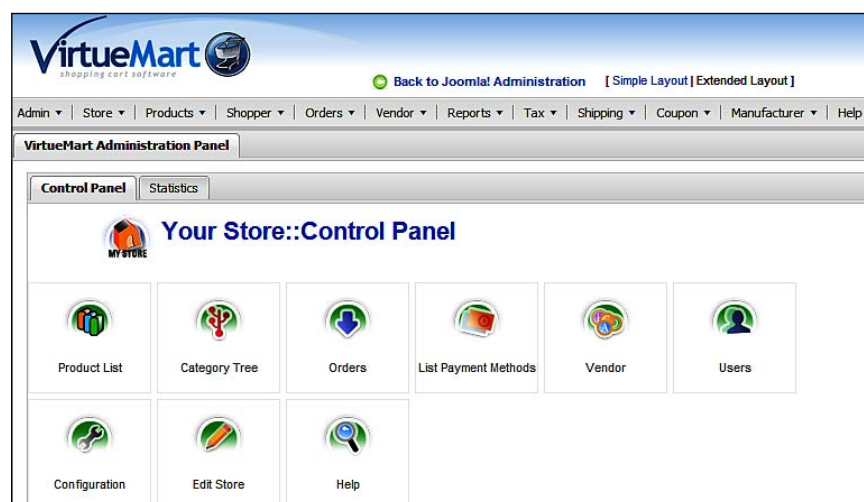 VirtueMart
shopping cart software
Back to Joomla! Administration [ Simple Layout | Extended Layout ]
Admin | Store | Products | Shopper | Orders | Vendor | Reports | Tax | Shipping | Coupon | Manufacturer | Help
VirtueMart Administration Panel
Control Panel Statistics
MY STORE
Your Store::Control Panel
Product List Category Tree Orders List Payment Methods Vendor Users
Configuration Edit Store Help